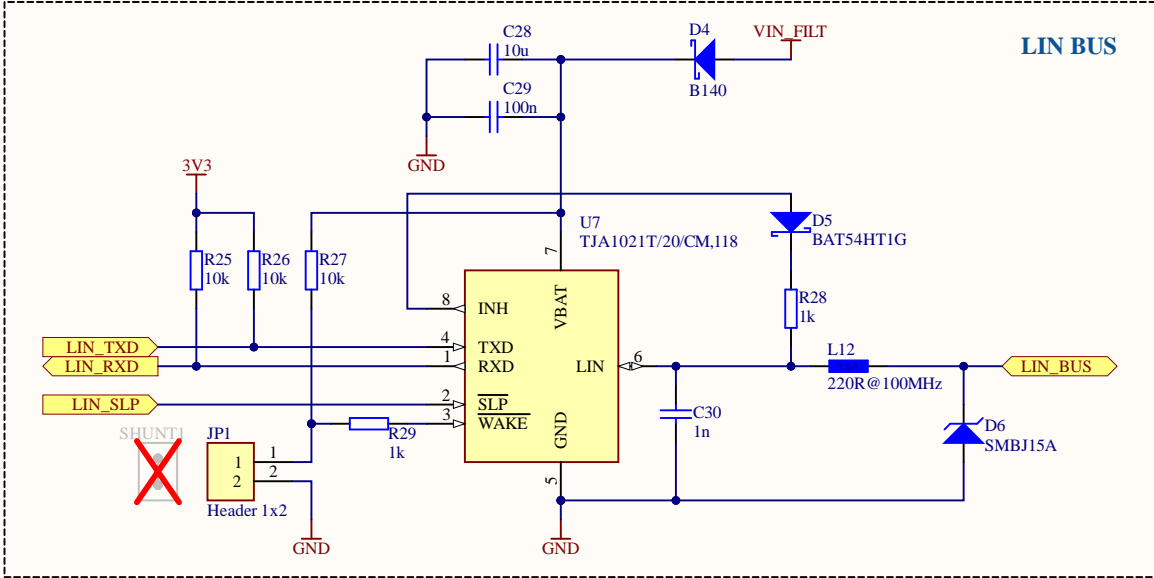 LIN BUS
VIN_FILT
D4
B140
C28
10u
C29
100n
GND
3V3
U7
TJA1021T/20/CM,118
D5
BAT54HT1G
R25
10k
R26
10k
R27
10k
R28
1k
7
VBAT
8
INH
LIN_TXD
4
TXD
LIN_RXD
1
RXD
LIN
6
L12
220R@100MHz
LIN_BUS
LIN_SLP
2
SLP
3
WAKE
GND
5
C30
1n
D6
SMBJ15A
R29
1k
SHUNT1
JP1
1
2
1
2
Header 1x2
GND
GND